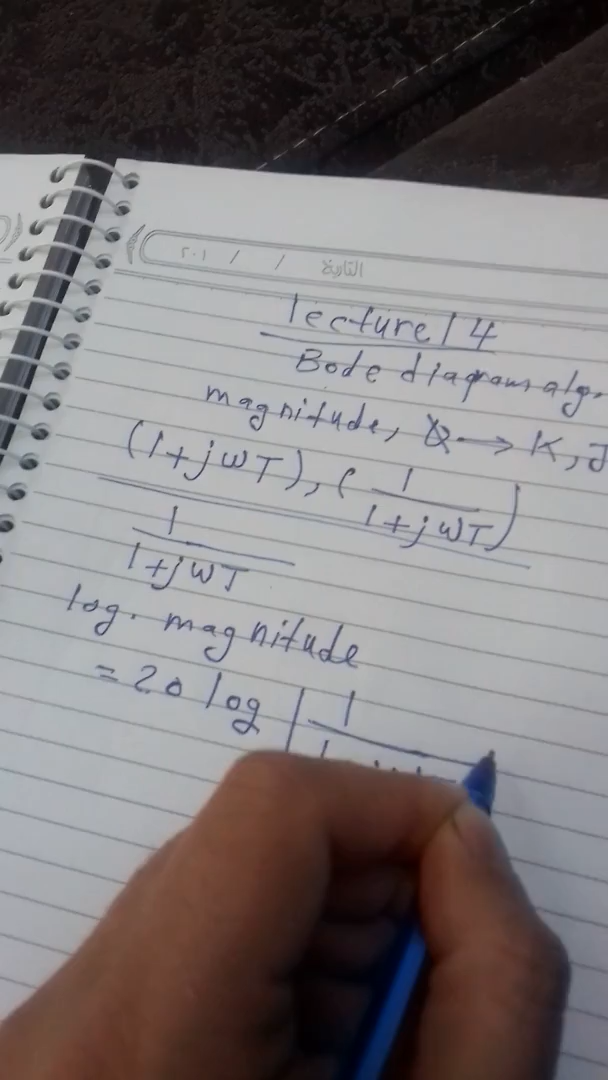 ٢٠١ / / التاريخ
lecture 14
Bode diagram alg.
magnitude, → K, J
(1+jωT), (1/1+jωT)
1/1+jωT
log. magnitude
= 20 log |1/